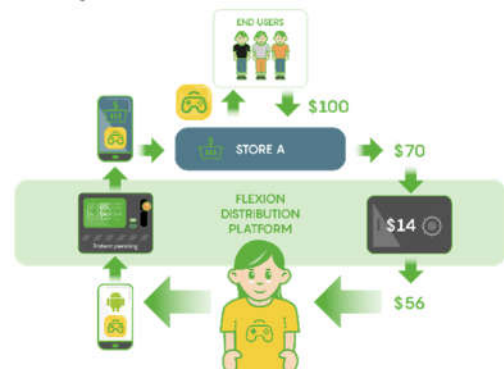 END-USERS
$100
STORE A
$70
FLEXION
DISTRIBUTION
PLATFORM
$14
Patent pending
$56